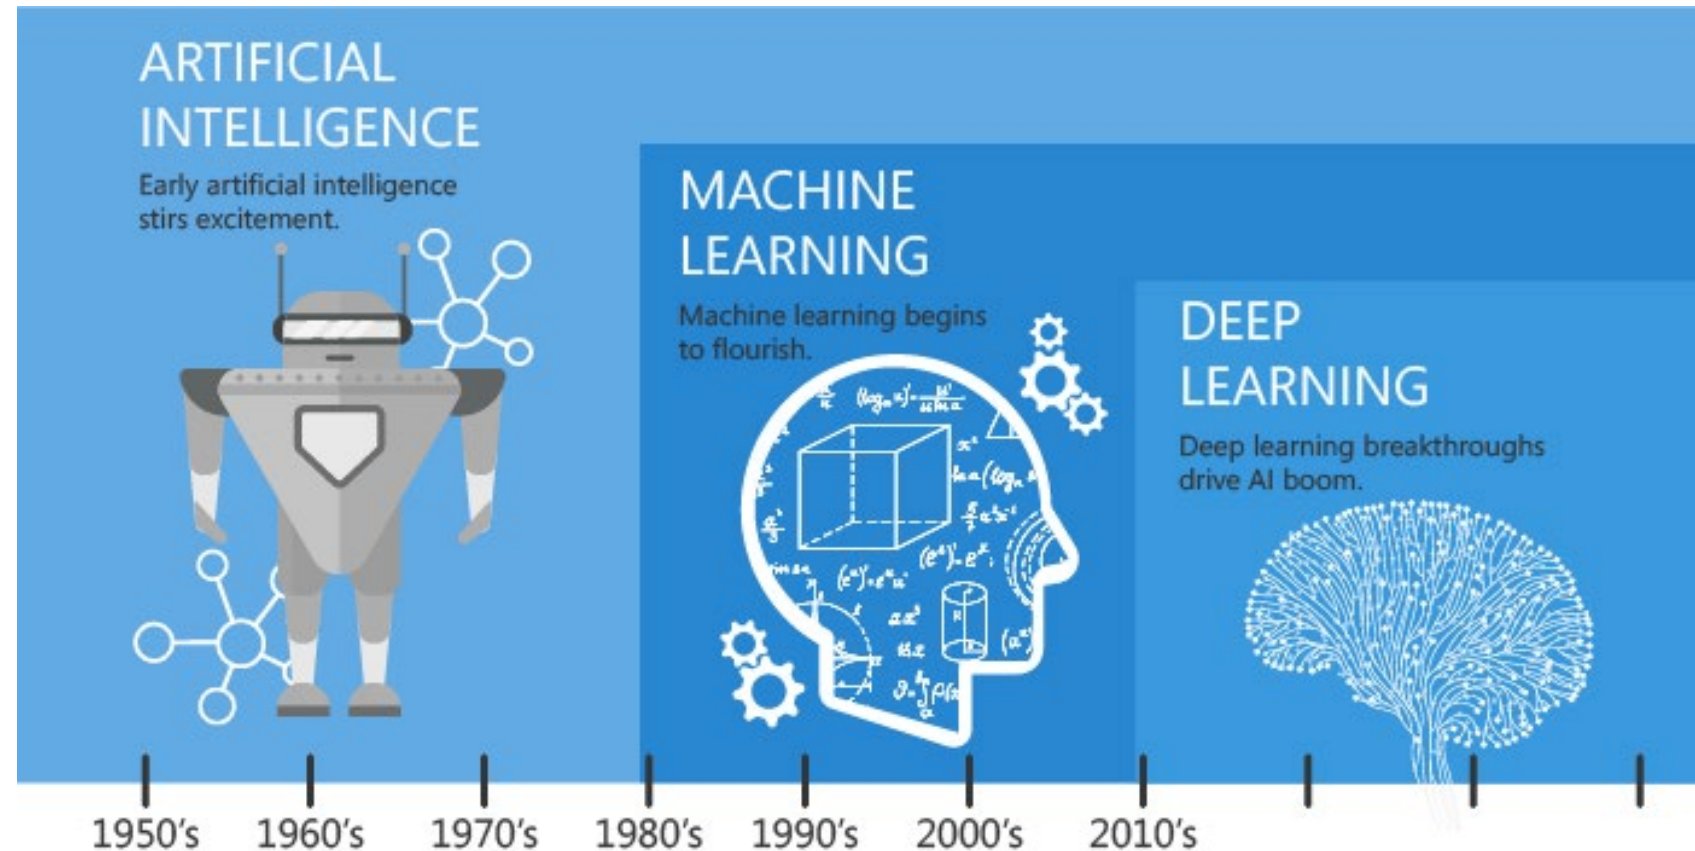 ARTIFICIAL
INTELLIGENCE
Early artificial intelligence
stirs excitement.
MACHINE
LEARNING
Machine learning begins
to flourish.
DEEP
LEARNING
Deep learning breakthroughs
drive AI boom.
1950's 1960's 1970's 1980's 1990's 2000's 2010's